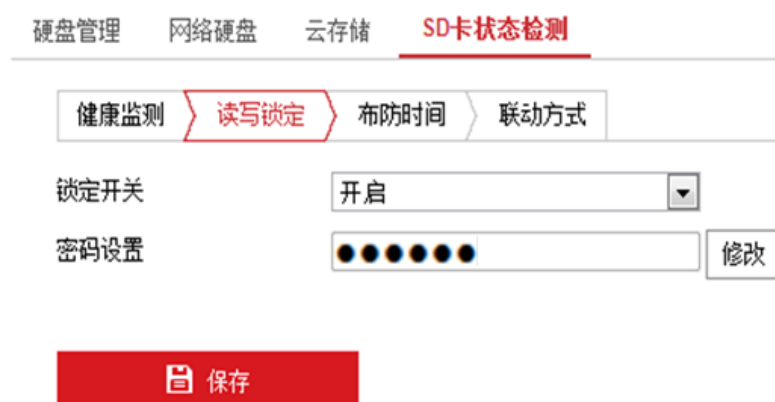 硬盘管理 网络硬盘 云存储 SD卡状态检测
健康监测 读写锁定 布防时间 联动方式
锁定开关 开启
密码设置 ●●●●●● 修改
保存